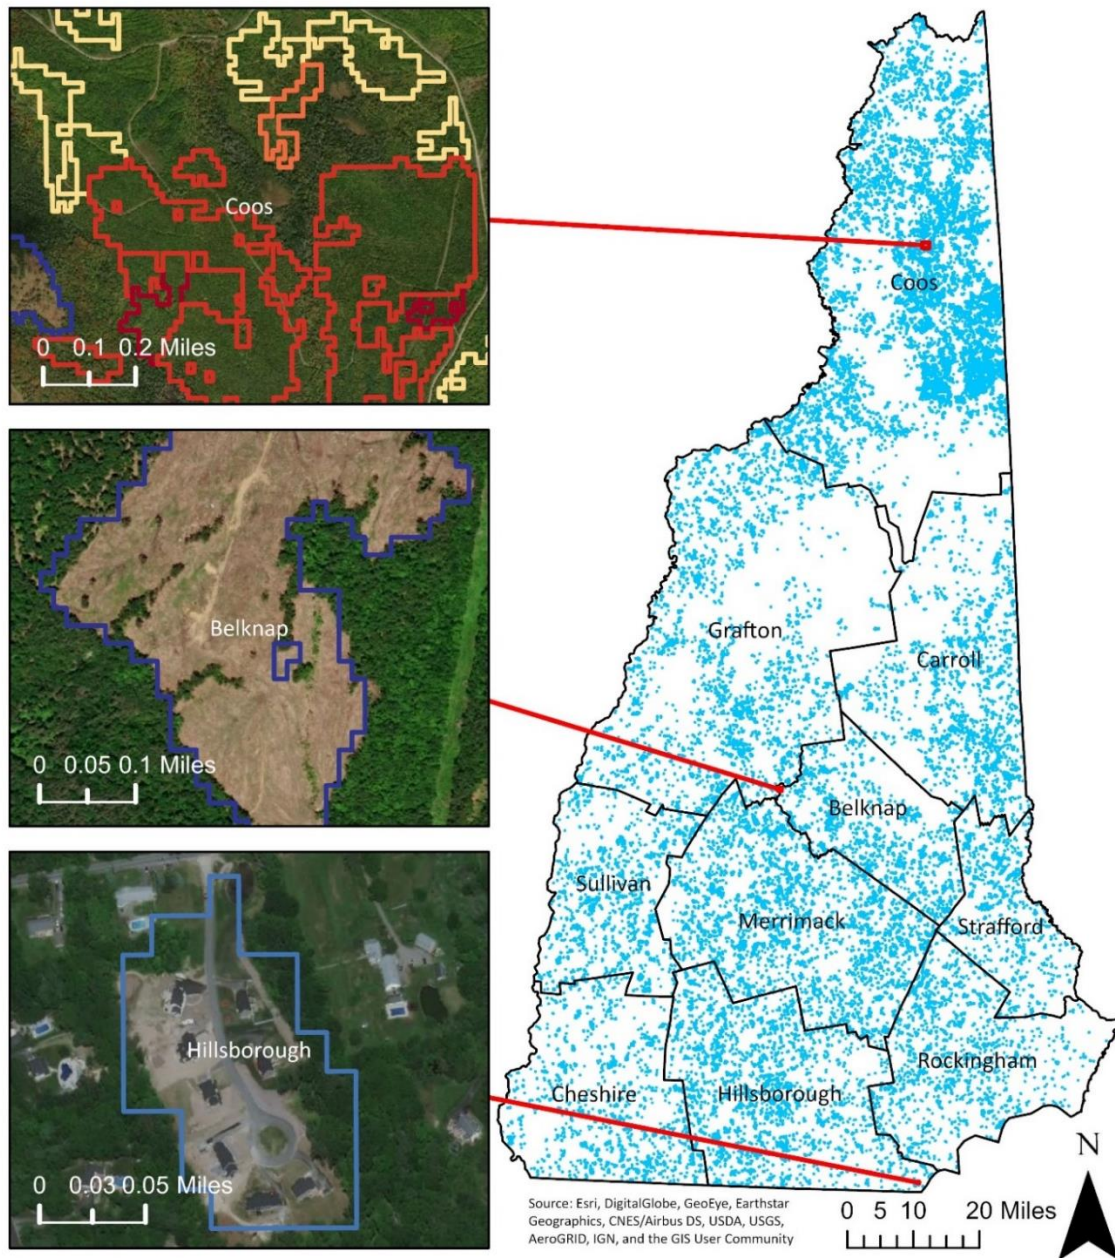 Coos
0 0.1 0.2 Miles
Belknap
0 0.05 0.1 Miles
Hillsborough
0 0.03 0.05 Miles
Coos
Grafton
Carroll
Belknap
Sullivan
Merrimack
Strafford
Rockingham
Cheshire
Hillsborough
N
Source: Esri, DigitalGlobe, GeoEye, Earthstar
Geographics, CNES/Airbus DS, USDA, USGS,
AeroGRID, IGN, and the GIS User Community
0 5 10 20 Miles